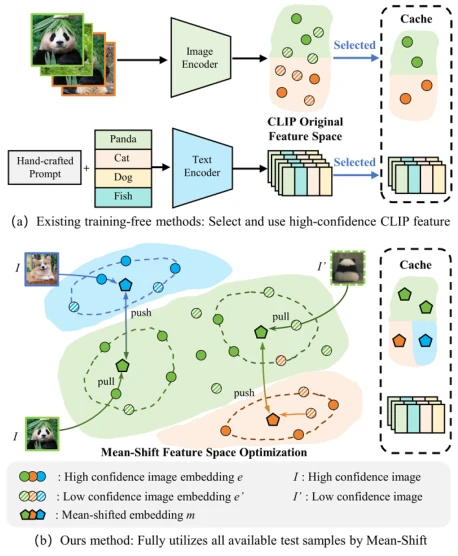 Image
Encoder
CLIP Original
Feature Space
Selected
Cache
Hand-crafted
Prompt
+
Panda
Cat
Dog
Fish
Text
Encoder
Selected
(a) Existing training-free methods: Select and use high-confidence CLIP feature
I
I’
push
pull
pull
push
I
Cache
Mean-Shift Feature Space Optimization
: High confidence image embedding e
I : High confidence image
: Low confidence image embedding e’
I’ : Low confidence image
: Mean-shifted embedding m
(b) Ours method: Fully utilizes all available test samples by Mean-Shift